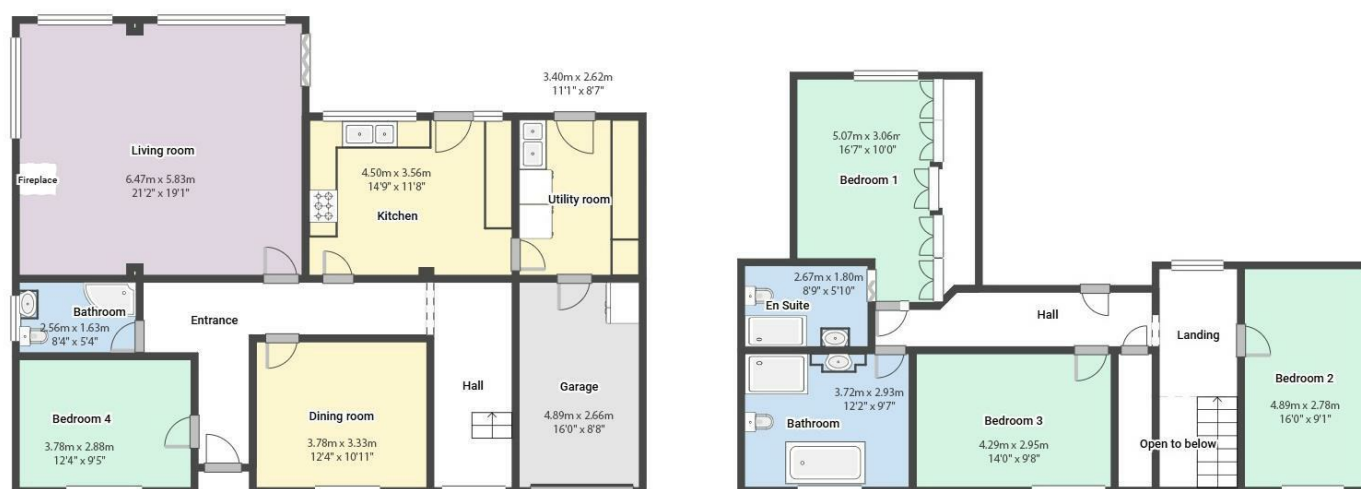 Living room
6.47m x 5.83m
21'2" x 19'1"
Fireplace
4.50m x 3.56m
14'9" x 11'8"
Kitchen
3.40m x 2.62m
11'1" x 8'7"
Utility room
Bathroom
2.56m x 1.63m
8'4" x 5'4"
Entrance
Bedroom 4
3.78m x 2.88m
12'4" x 9'5"
Dining room
3.78m x 3.33m
12'4" x 10'11"
Hall
Garage
4.89m x 2.66m
16'0" x 8'8"
5.07m x 3.06m
16'7" x 10'0"
Bedroom 1
2.67m x 1.80m
8'9" x 5'10"
En Suite
Hall
Landing
Bedroom 2
4.89m x 2.78m
16'0" x 9'1"
3.72m x 2.93m
12'2" x 9'7"
Bathroom
Bedroom 3
4.29m x 2.95m
14'0" x 9'8"
Open to below